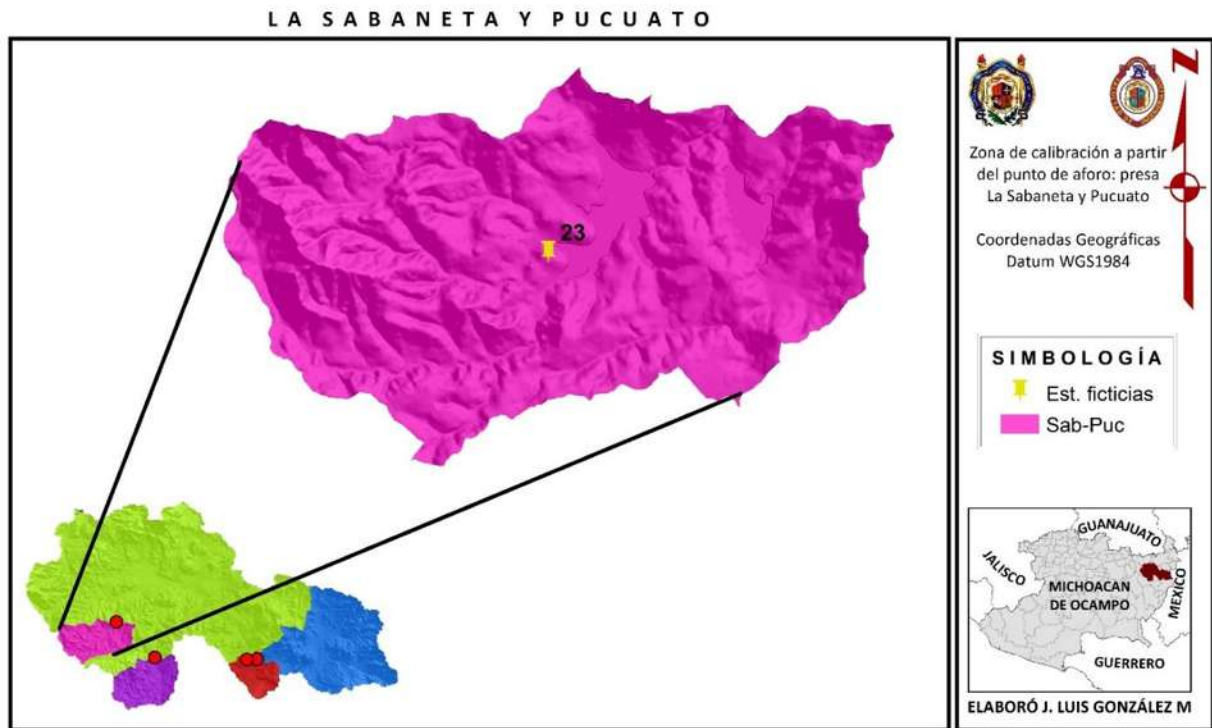 LA SABANETA Y PUCUATO
23
Zona de calibración a partir
del punto de aforo: presa
La Sabaneta y Pucuato
Coordenadas Geográficas
Datum WGS1984
SIMBOLOGÍA
Est. ficticias
Sab-Puc
GUANAJUATO
JALISCO
MICHOACAN
DE OCAMPO
MEXICO
GUERRERO
ELABORÓ J. LUIS GONZÁLEZ M
N